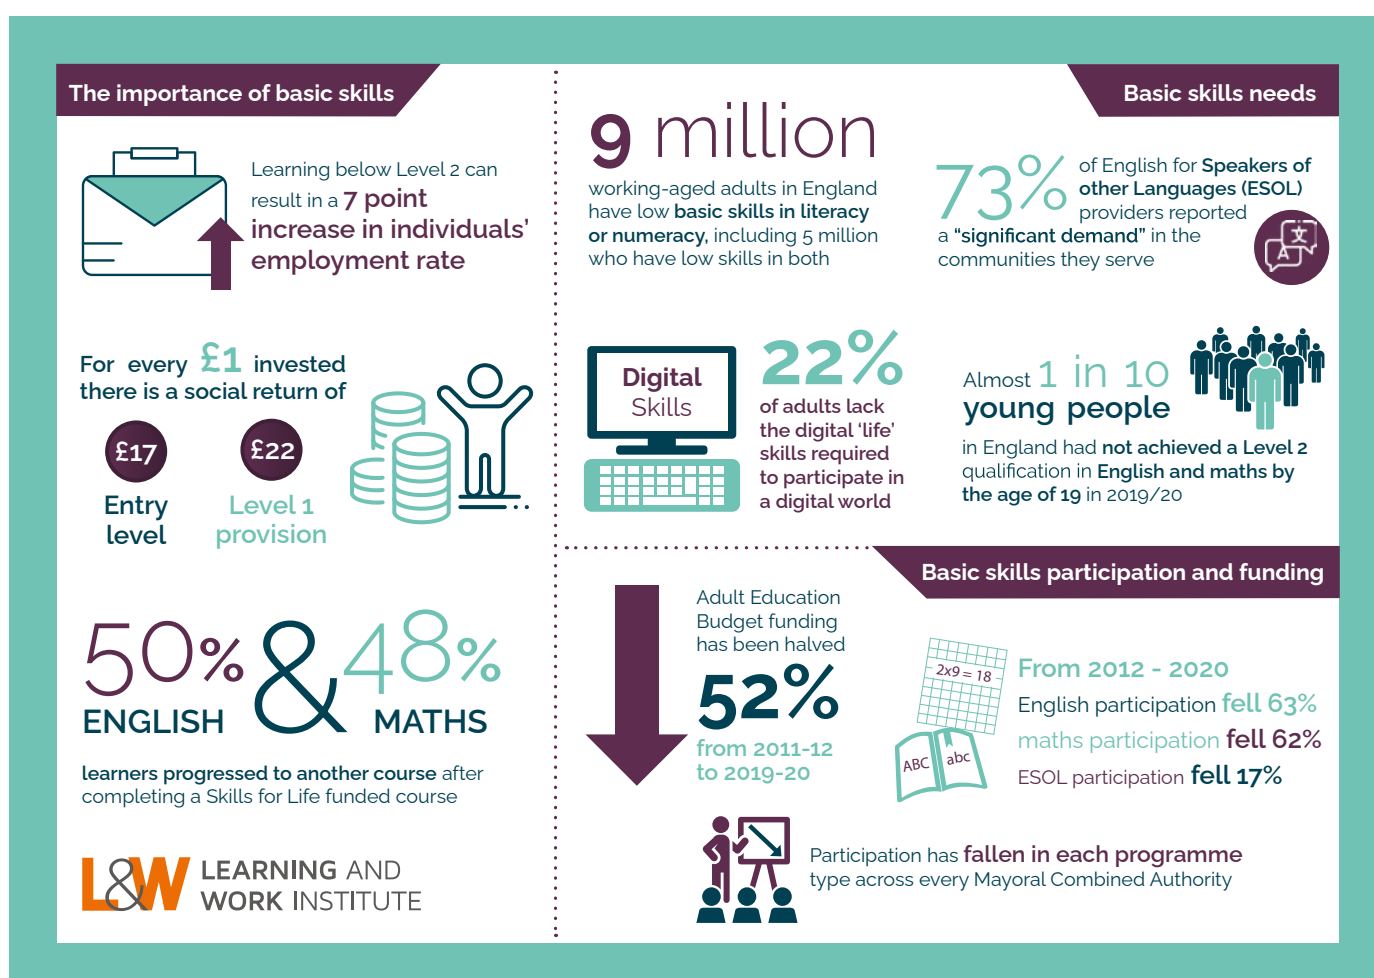 The importance of basic skills
Learning below Level 2 can
result in a 7 point
increase in individuals'
employment rate
For every £1 invested
there is a social return of
£17
Entry
level
£22
Level 1
provision
50% & 48%
ENGLISH MATHS
learners progressed to another course after
completing a Skills for Life funded course
L&W LEARNING AND
WORK INSTITUTE
Basic skills needs
9 million
working-aged adults in England
have low basic skills in literacy
or numeracy, including 5 million
who have low skills in both
73% of English for Speakers of
other Languages (ESOL)
providers reported
a “significant demand” in the
communities they serve
文
A
Digital
Skills
22%
of adults lack
the digital ‘life’
skills required
to participate in
a digital world
Almost 1 in 10
young people
in England had not achieved a Level 2
qualification in English and maths by
the age of 19 in 2019/20
Basic skills participation and funding
Adult Education
Budget funding
has been halved
52%
from 2011-12
to 2019-20
2x9 = 18
ABC abc
From 2012 - 2020
English participation fell 63%
maths participation fell 62%
ESOL participation fell 17%
Participation has fallen in each programme
type across every Mayoral Combined Authority